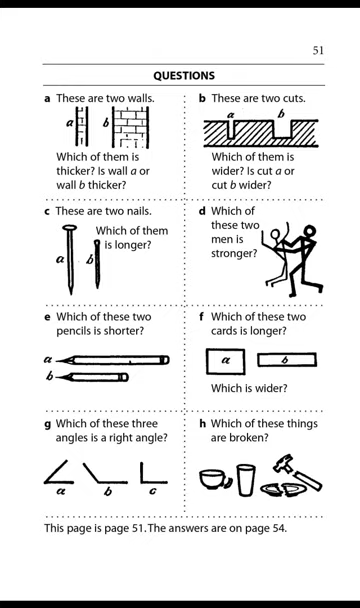 51
QUESTIONS
a These are two walls.
a b
Which of them is
thicker? Is wall a or
wall b thicker?
b These are two cuts.
a b
Which of them is
wider? Is cut a or
cut b wider?
c These are two nails.
Which of them
is longer?
a b
d Which of
these two
men is
stronger?
e Which of these two
pencils is shorter?
a
b
f Which of these two
cards is longer?
a b
Which is wider?
g Which of these three
angles is a right angle?
a b c
h Which of these things
are broken?
This page is page 51. The answers are on page 54.